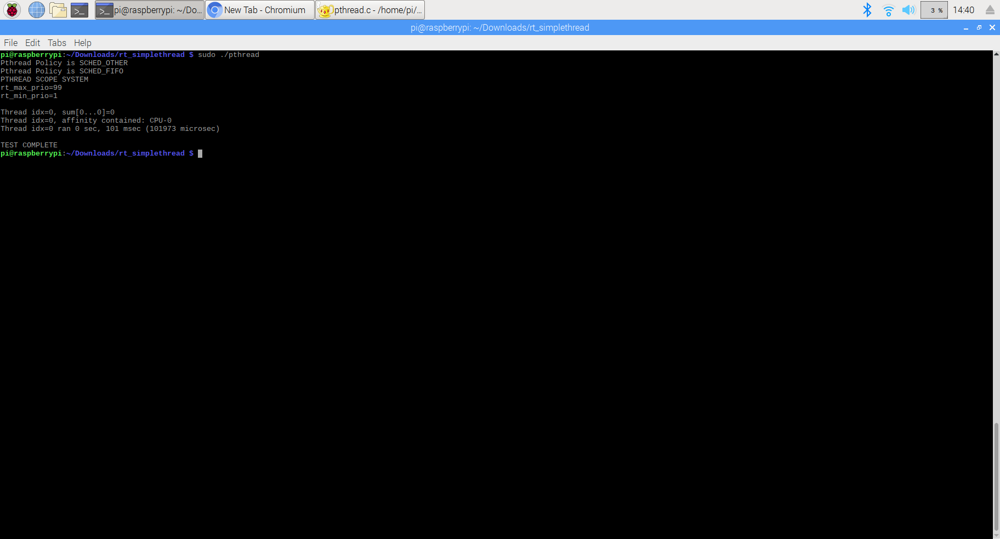 pi@raspberrypi: ~/Do...
New Tab - Chromium
pthread.c - /home/pi/...
3 %
14:40
pi@raspberrypi: ~/Downloads/rt_simplethread
File Edit Tabs Help
pi@raspberrypi:~/Downloads/rt_simplethread $ sudo ./pthread
Pthread Policy is SCHED_OTHER
Pthread Policy is SCHED_FIFO
PTHREAD SCOPE SYSTEM
rt_max_prio=99
rt_min_prio=1
Thread idx=0, sum[0...0]=0
Thread idx=0, affinity contained: CPU-0
Thread idx=0 ran 0 sec, 101 msec (101973 microsec)
TEST COMPLETE
pi@raspberrypi:~/Downloads/rt_simplethread $